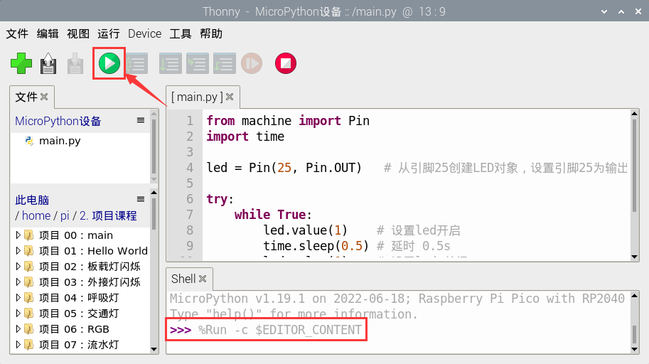 Thonny - MicroPython设备 :: /main.py @ 13 : 9
文件 编辑 视图 运行 Device 工具 帮助
文件
[ main.py ]
MicroPython设备
main.py
此电脑
/ home / pi / 2. 项目课程
项目 00：main
项目 01：Hello World
项目 02：板载灯闪烁
项目 03：外接灯闪烁
项目 04：呼吸灯
项目 05：交通灯
项目 06：RGB
项目 07：流水灯
1 from machine import Pin
2 import time
3
4 led = Pin(25, Pin.OUT) # 从引脚25创建LED对象，设置引脚25为输出
5
6 try:
7 while True:
8 led.value(1) # 设置led开启
9 time.sleep(0.5) # 延时 0.5s
Shell
MicroPython v1.19.1 on 2022-06-18; Raspberry Pi Pico with RP2040
Type "help()" for more information.
>>> %Run -c $EDITOR_CONTENT